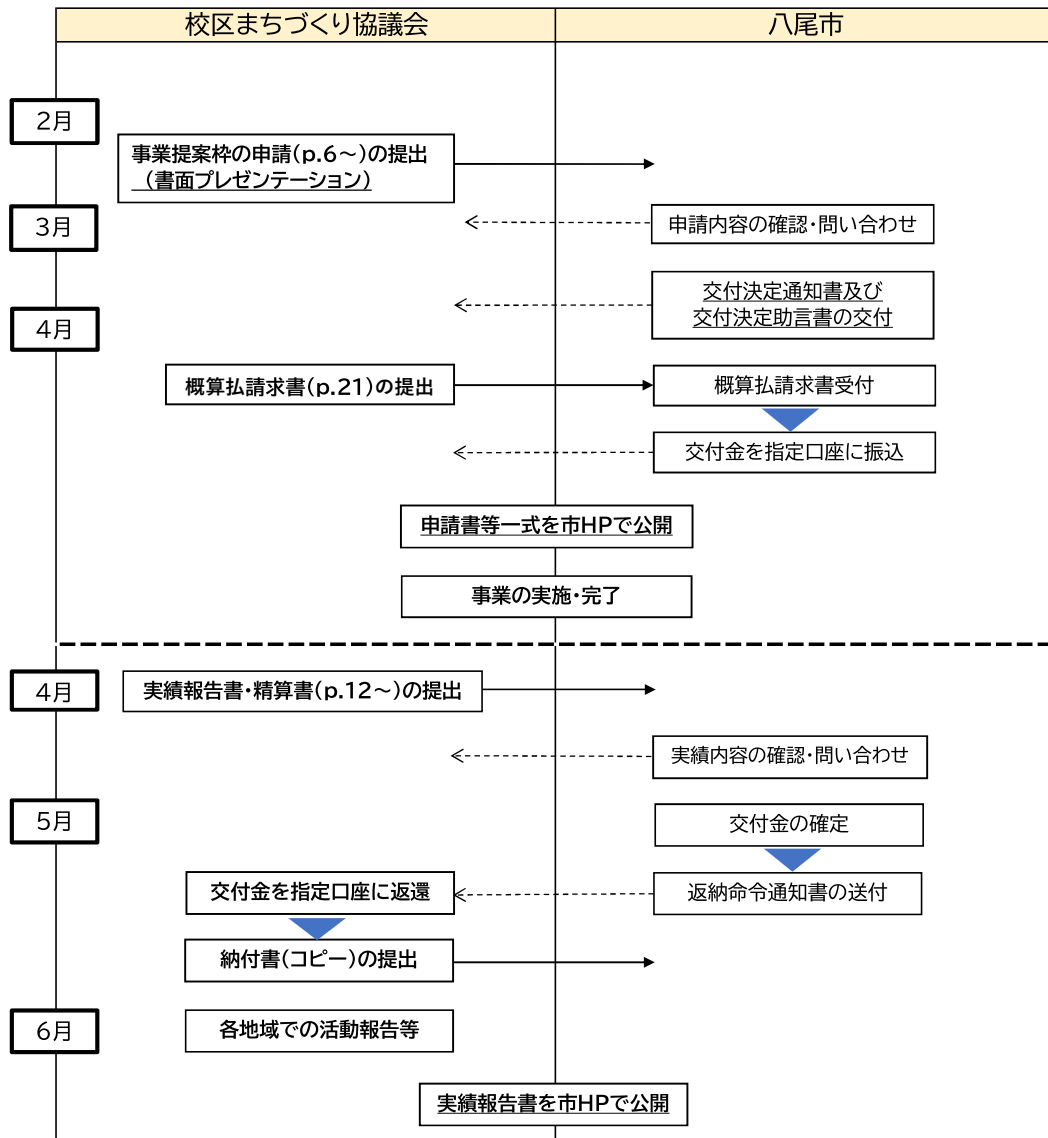 校区まちづくり協議会
八尾市
2月
事業提案枠の申請(p.6～)の提出
(書面プレゼンテーション)
3月
申請内容の確認・問い合わせ
交付決定通知書及び
交付決定助言書の交付
4月
概算払請求書(p.21)の提出
概算払請求書受付
交付金を指定口座に振込
申請書等一式を市HPで公開
事業の実施・完了
4月
実績報告書・精算書(p.12～)の提出
実績内容の確認・問い合わせ
5月
交付金の確定
交付金を指定口座に返還
返納命令通知書の送付
納付書(コピー)の提出
6月
各地域での活動報告等
実績報告書を市HPで公開